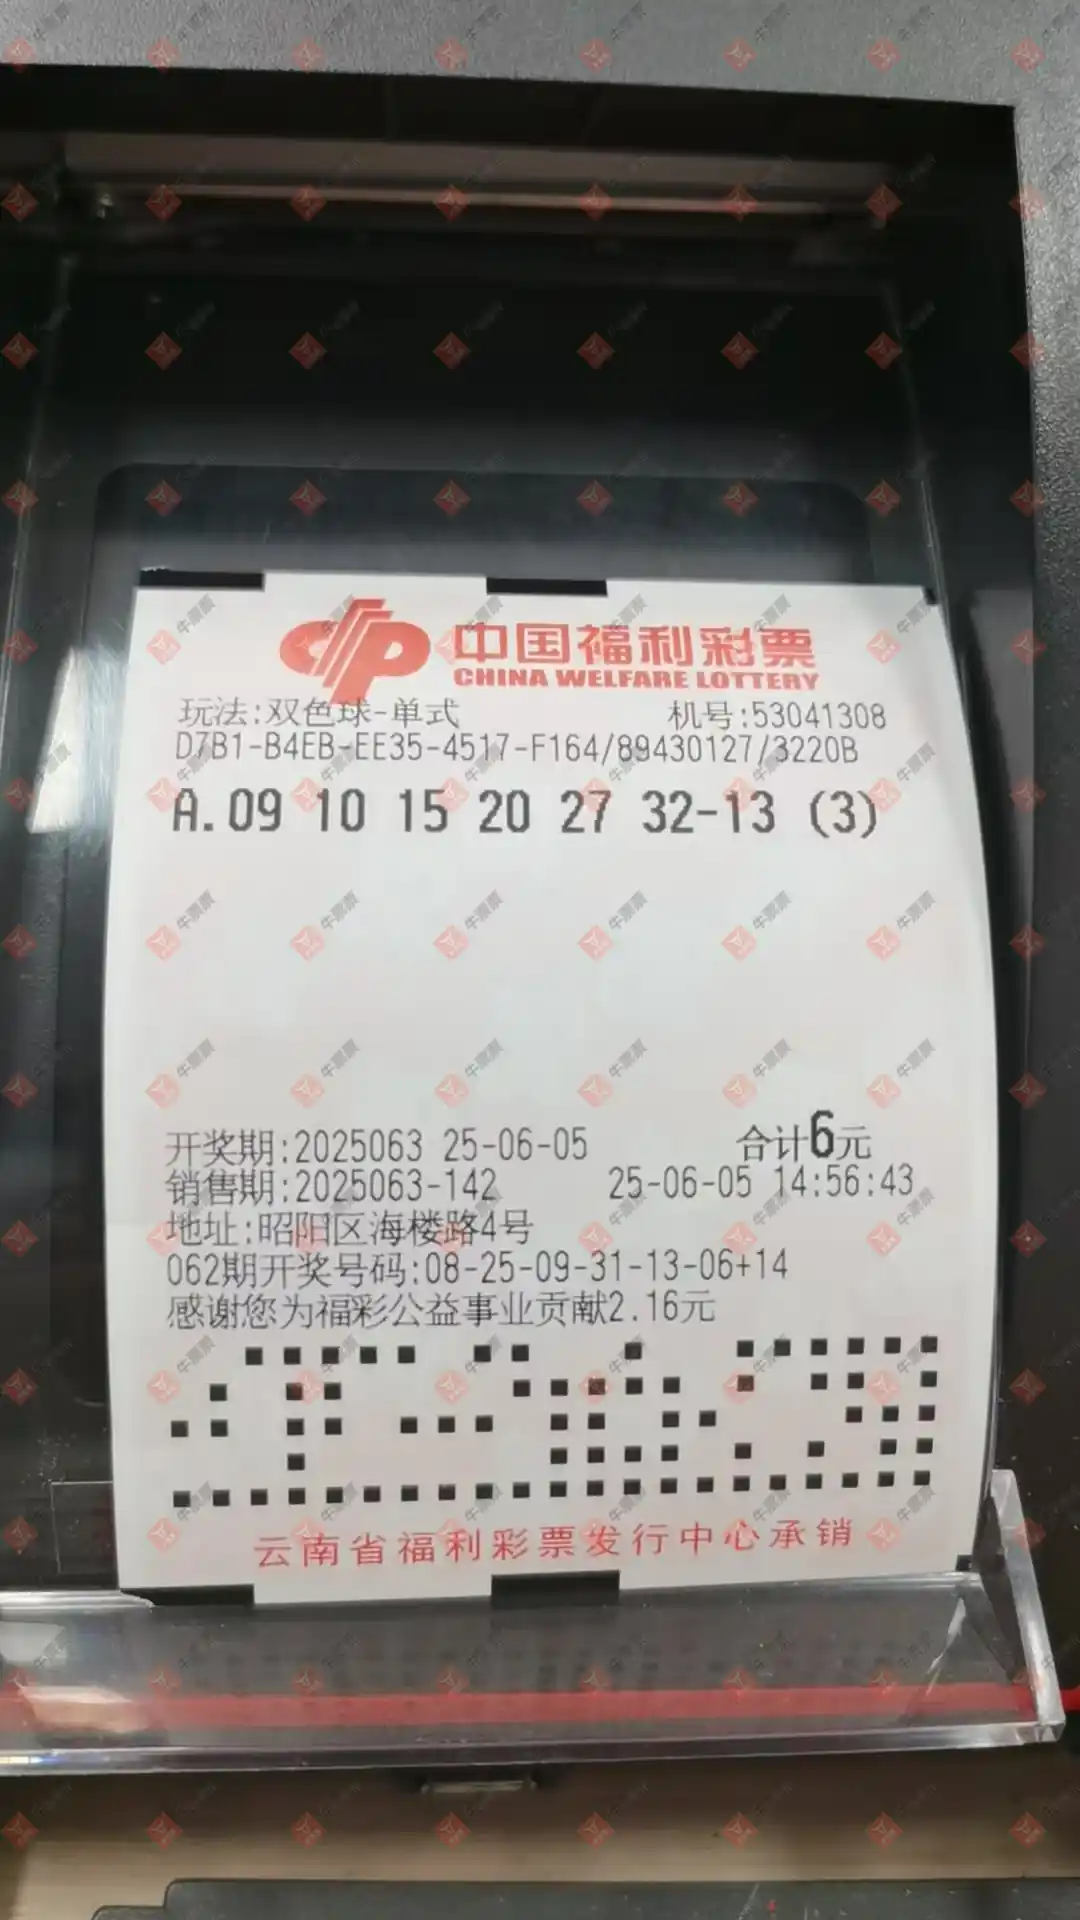 中国福利彩票
CHINA WELFARE LOTTERY
玩法:双色球-单式 机号:53041308
D7B1-B4EB-EE35-4517-F164/89430127/3220B
A.09 10 15 20 27 32-13 (3)
开奖期:2025063 25-06-05 合计6元
销售期:2025063-142 25-06-05 14:56:43
地址:昭阳区海楼路4号
062期开奖号码:08-25-09-31-13-06+14
感谢您为福彩公益事业贡献2.16元
云南省福利彩票发行中心承销
牛票票